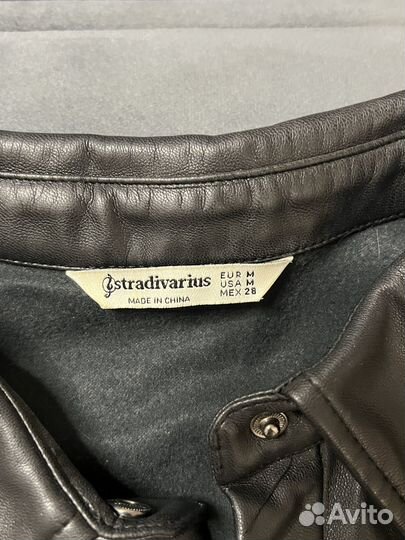 stradivarius
MADE IN CHINA
EUR M
USA M
MEX 28
Avito